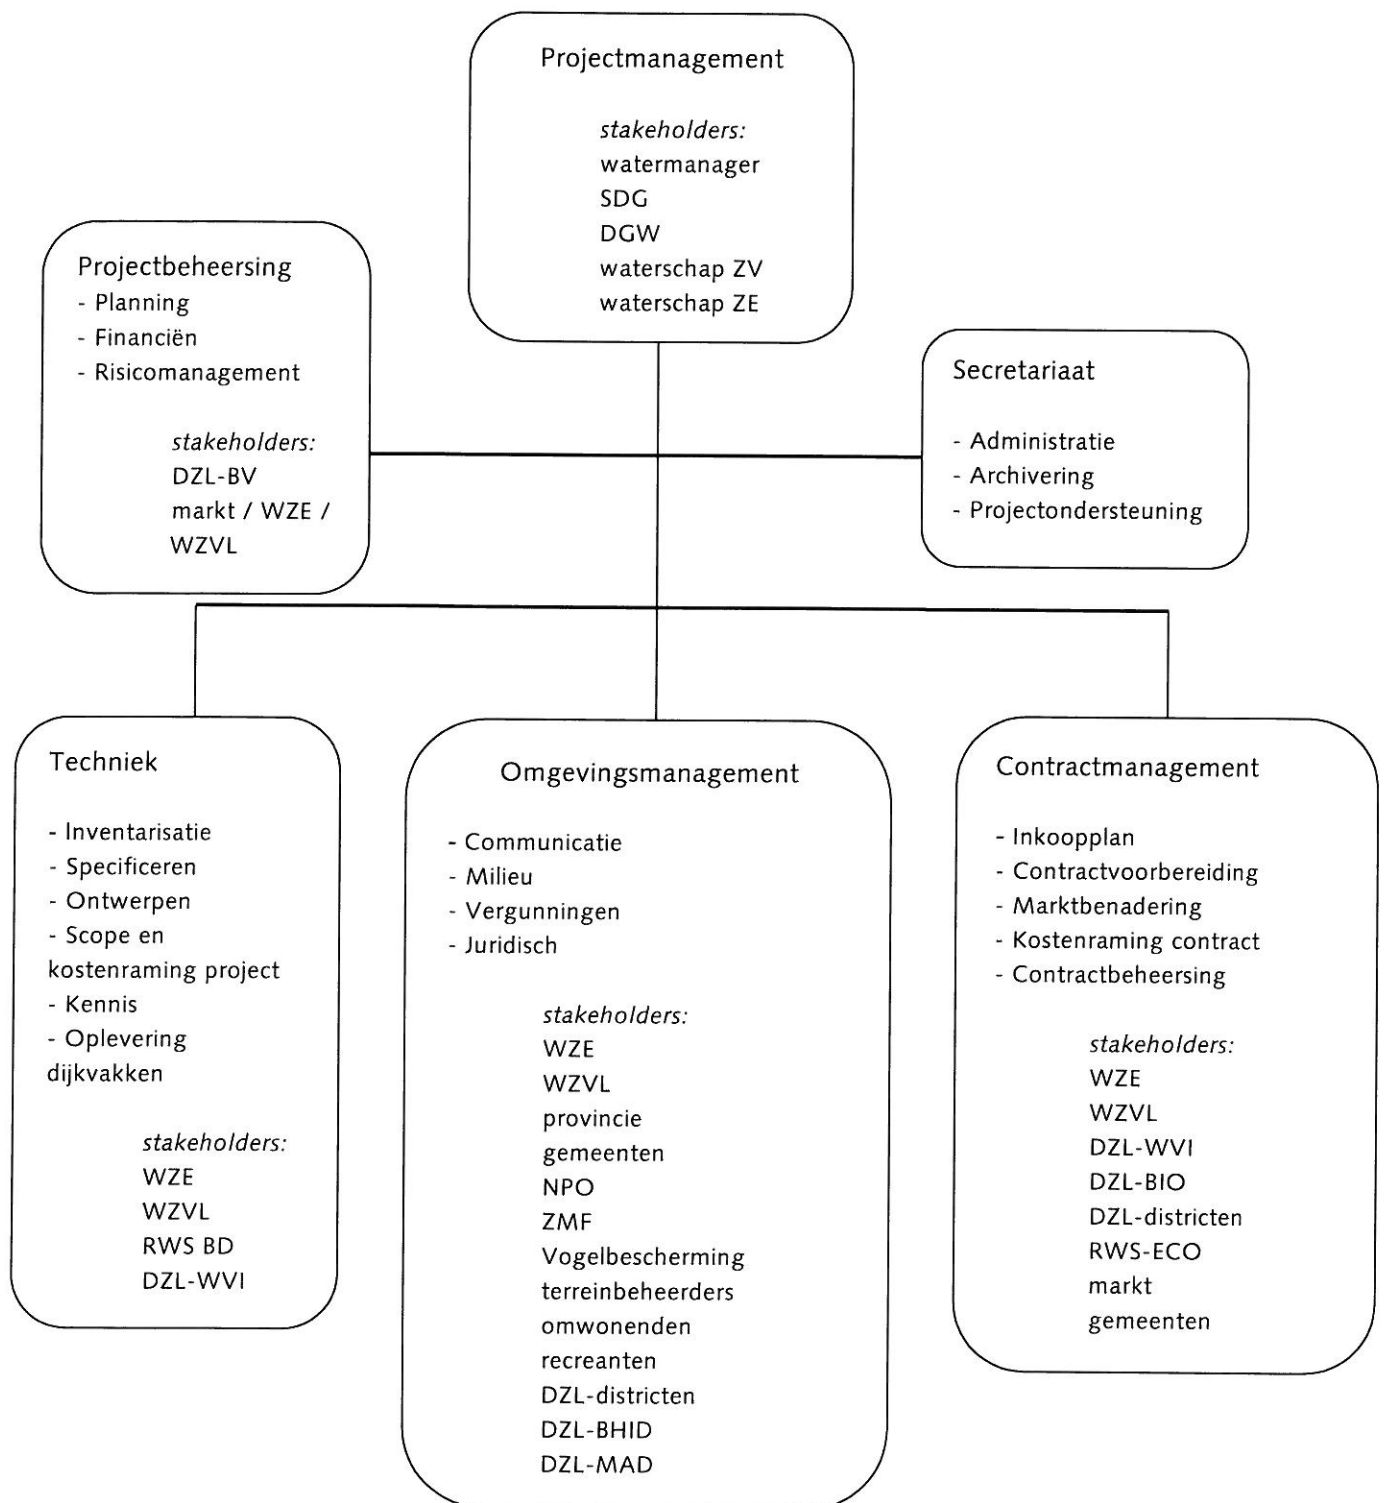 Projectmanagement
stakeholders:
watermanager
SDG
DGW
waterschap ZV
waterschap ZE
Projectbeheersing
- Planning
- Financiën
- Risicomanagement
stakeholders:
DZL-BV
markt / WZE /
WZVL
Secretariaat
- Administratie
- Archivering
- Projectondersteuning
Techniek
- Inventarisatie
- Specificeren
- Ontwerpen
- Scope en
kostenraming project
- Kennis
- Oplevering
dijkvakken
stakeholders:
WZE
WZVL
RWS BD
DZL-WVI
Omgevingsmanagement
- Communicatie
- Milieu
- Vergunningen
- Juridisch
stakeholders:
WZE
WZVL
provincie
gemeenten
NPO
ZMF
Vogelbescherming
terreinbeheerders
omwonenden
recreanten
DZL-districten
DZL-BHID
DZL-MAD
Contractmanagement
- Inkoopplan
- Contractvoorbereiding
- Marktbenadering
- Kostenraming contract
- Contractbeheersing
stakeholders:
WZE
WZVL
DZL-WVI
DZL-BIO
DZL-districten
RWS-ECO
markt
gemeenten